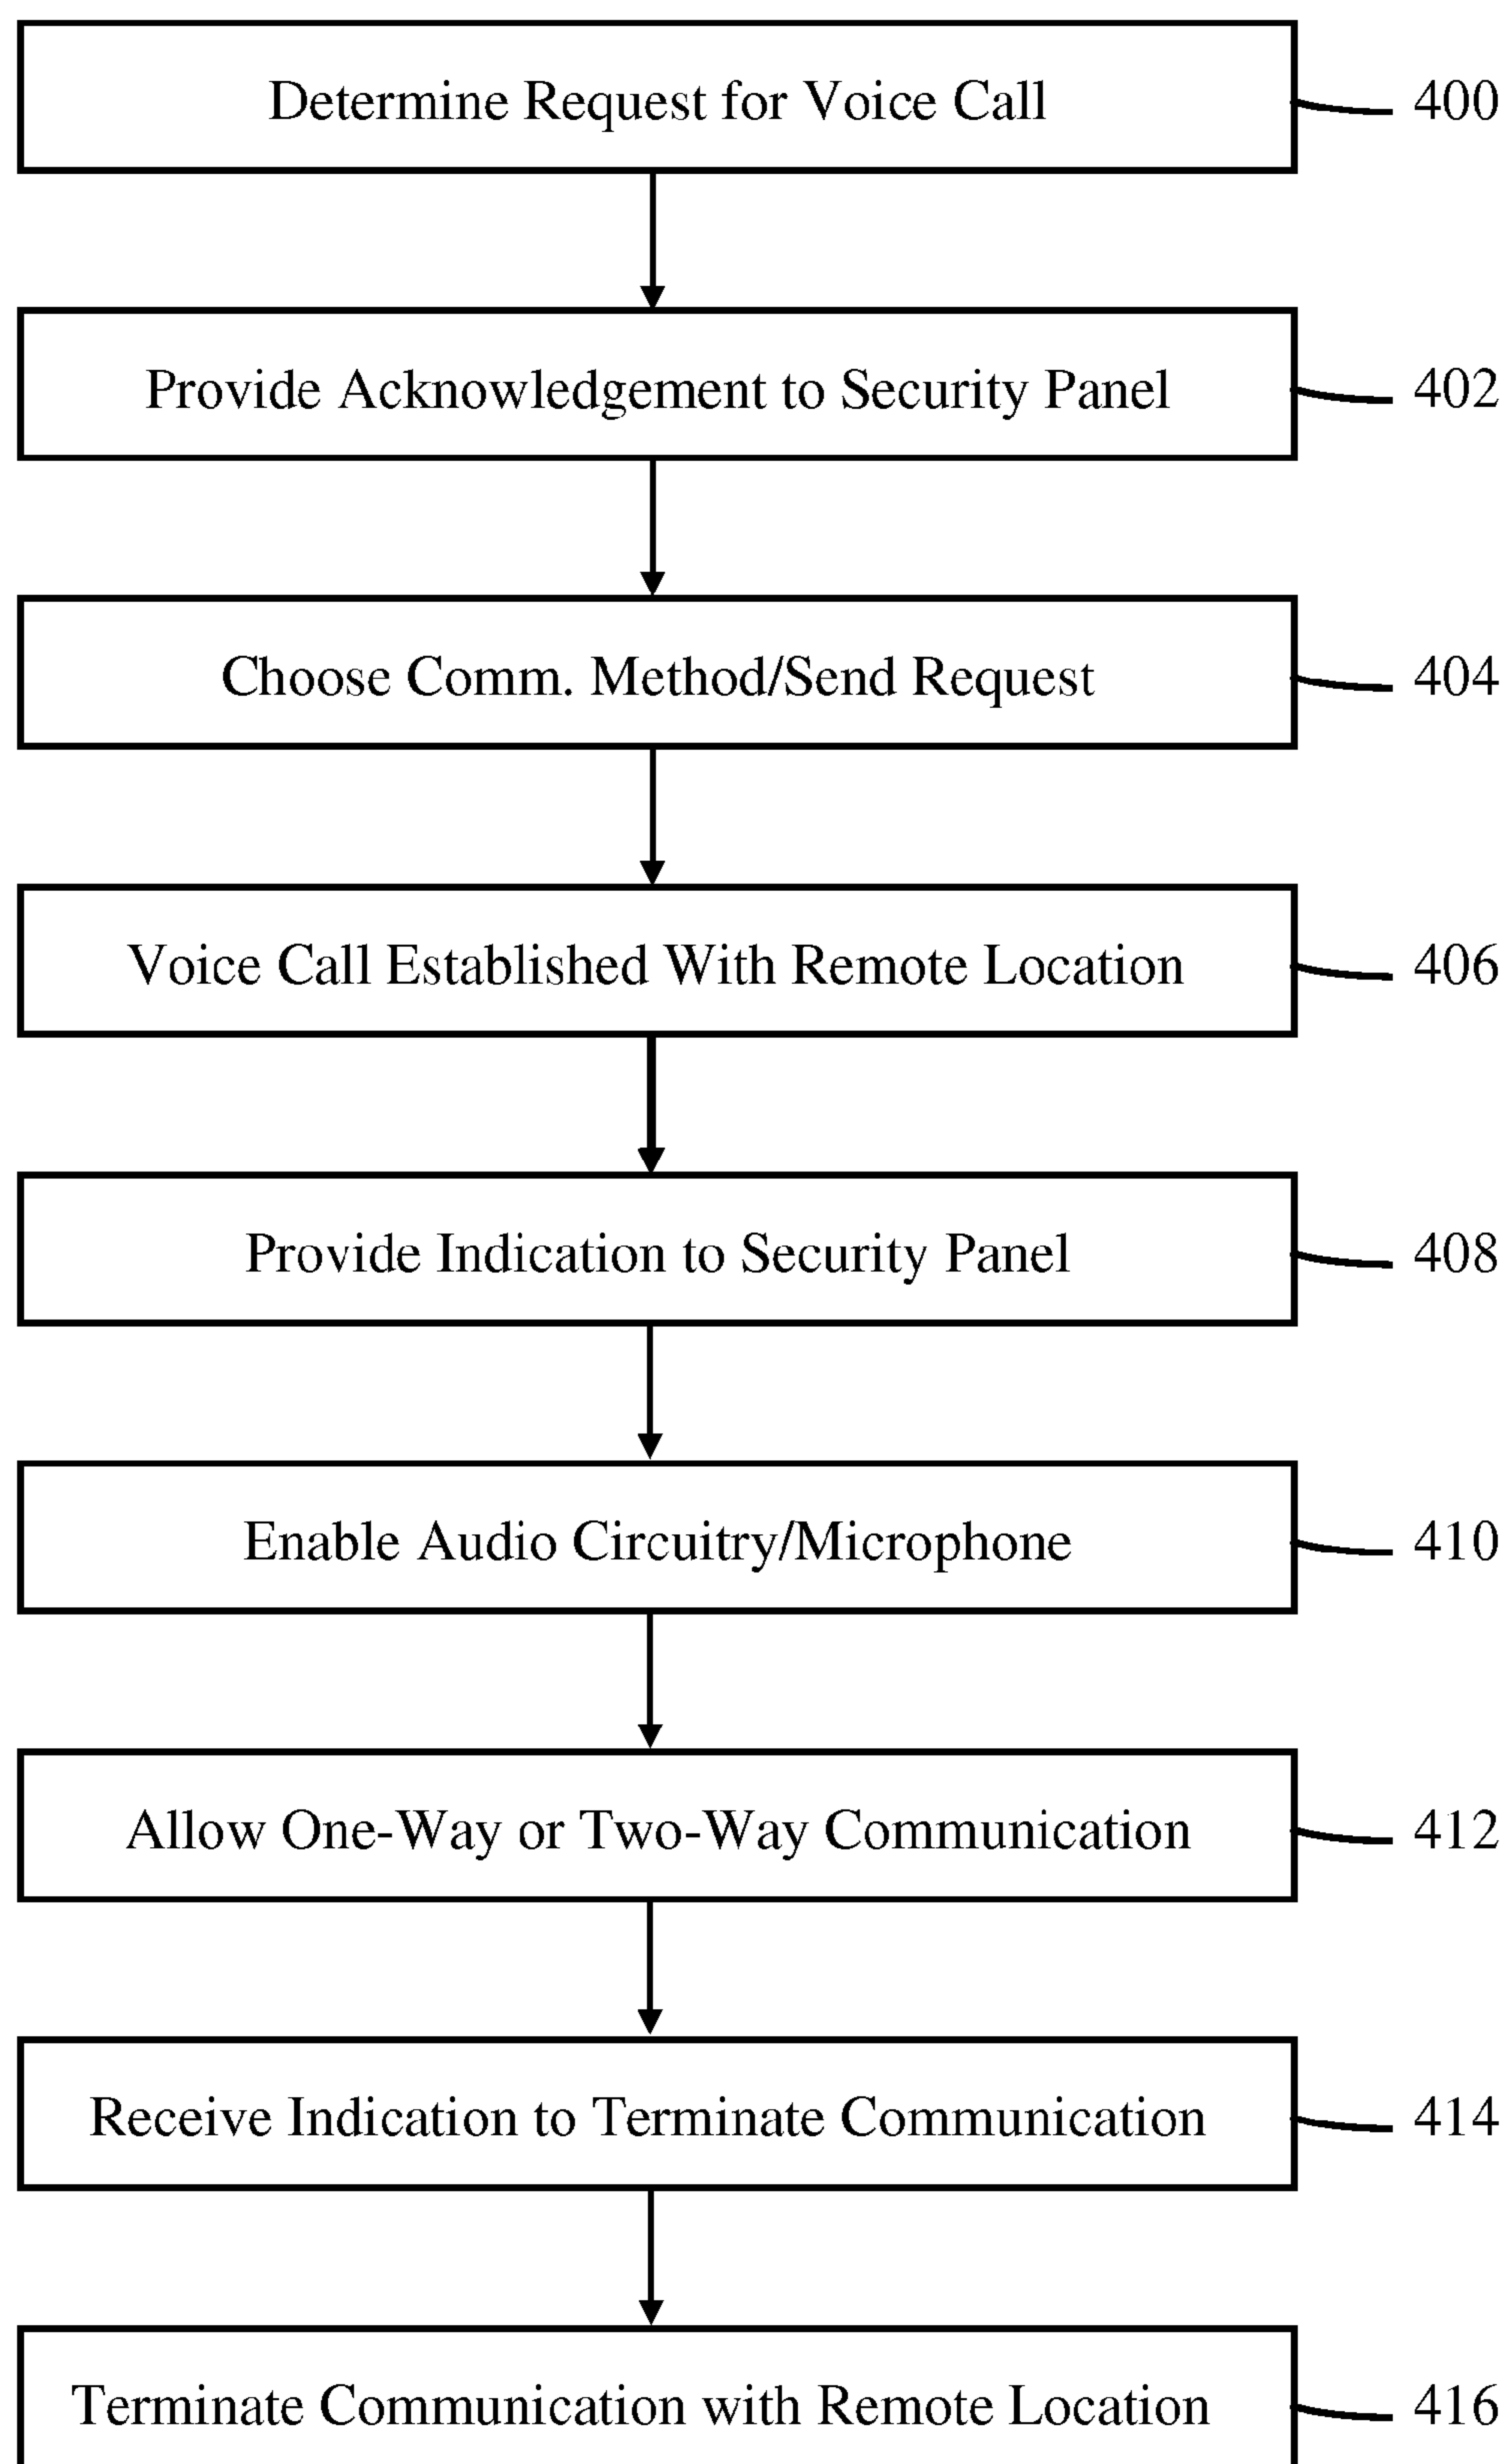 Determine Request for Voice Call 400
Provide Acknowledgement to Security Panel 402
Choose Comm. Method/Send Request 404
Voice Call Established With Remote Location 406
Provide Indication to Security Panel 408
Enable Audio Circuitry/Microphone 410
Allow One-Way or Two-Way Communication 412
Receive Indication to Terminate Communication 414
Terminate Communication with Remote Location 416